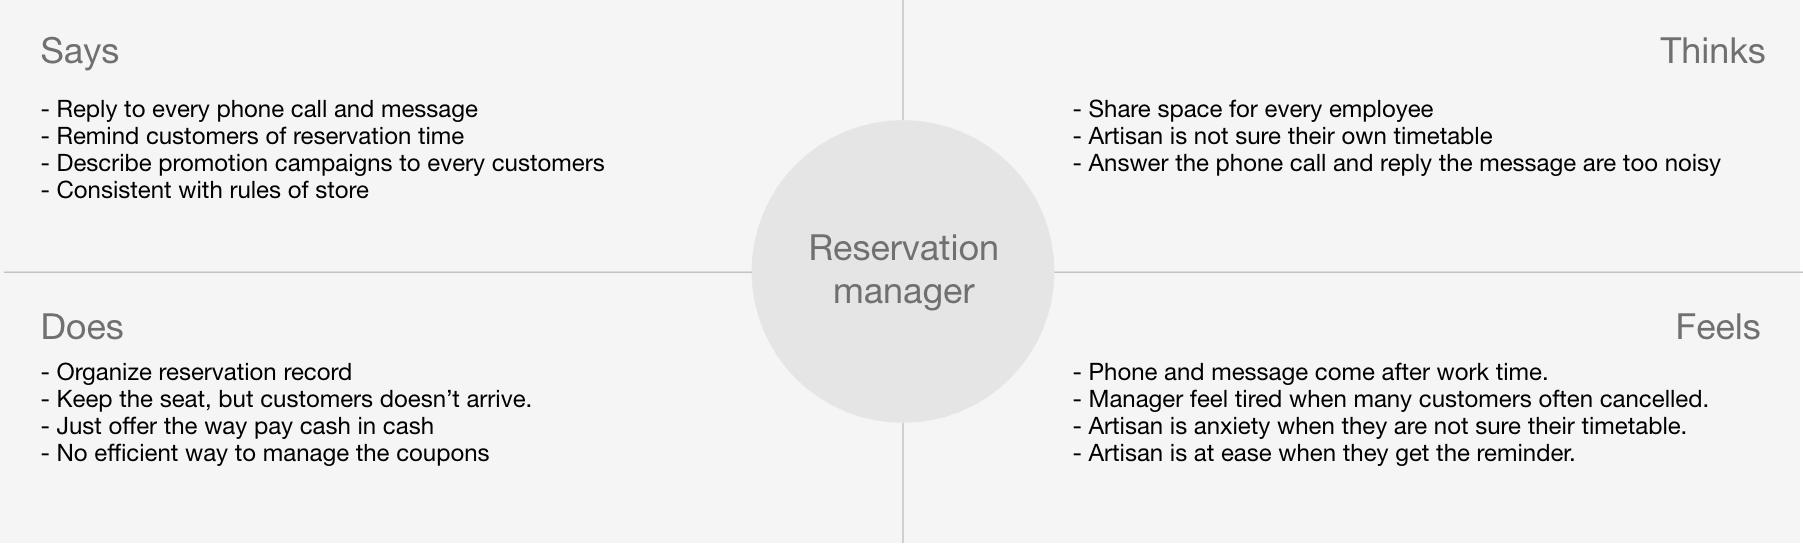 Says
- Reply to every phone call and message
- Remind customers of reservation time
- Describe promotion campaigns to every customers
- Consistent with rules of store
Thinks
- Share space for every employee
- Artisan is not sure their own timetable
- Answer the phone call and reply the message are too noisy
Reservation
manager
Does
- Organize reservation record
- Keep the seat, but customers doesn’t arrive.
- Just offer the way pay cash in cash
- No efficient way to manage the coupons
Feels
- Phone and message come after work time.
- Manager feel tired when many customers often cancelled.
- Artisan is anxiety when they are not sure their timetable.
- Artisan is at ease when they get the reminder.